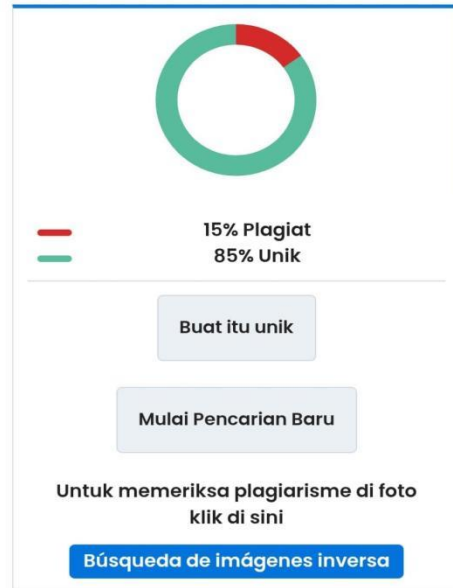 15% Plagiat
85% Unik
Buat itu unik
Mulai Pencarian Baru
Untuk memeriksa plagiarisme di foto
klik di sini
Búsqueda de imágenes inversa